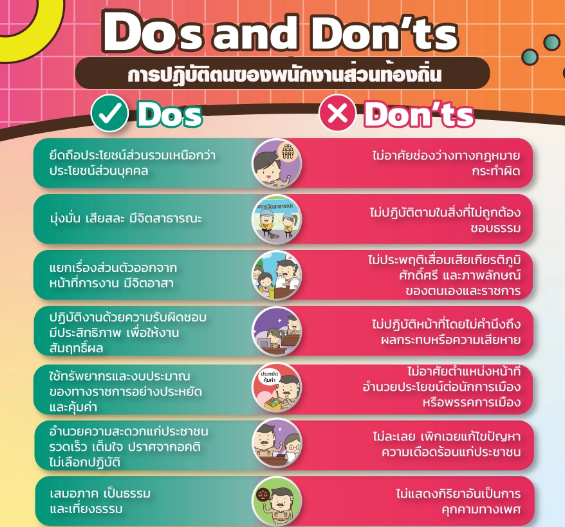 Dos and Don'ts
การปฏิบัติตนของพนักงานส่วนท้องถิ่น
Dos
Don'ts
ยึดถือประโยชน์ส่วนรวมเหนือกว่า
ประโยชน์ส่วนบุคคล
ไม่อาศัยช่องว่างทางกฎหมาย
กระทำผิด
มุ่งมั่น เสียสละ มีจิตสาธารณะ
ไม่ปฏิบัติตามในสิ่งที่ไม่ถูกต้อง
ชอบธรรม
แยกเรื่องส่วนตัวออกจาก
หน้าที่การงาน มีจิตอาสา
ไม่ประพฤติเสื่อมเสียเกียรติภูมิ
ศักดิ์ศรี และภาพลักษณ์
ของตนเองและราชการ
ปฏิบัติงานด้วยความรับผิดชอบ
มีประสิทธิภาพ เพื่อให้งาน
สัมฤทธิ์ผล
ไม่ปฏิบัติหน้าที่โดยไม่คำนึงถึง
ผลกระทบหรือความเสียหาย
ใช้ทรัพยากรและงบประมาณ
ของทางราชการอย่างประหยัด
และคุ้มค่า
ประหยัด
คุ้มค่า
ไม่อาศัยตำแหน่งหน้าที่
อำนวยประโยชน์ต่อนักการเมือง
หรือพรรคการเมือง
อำนวยความสะดวกแก่ประชาชน
รวดเร็ว เต็มใจ ปราศจากอคติ
ไม่เลือกปฏิบัติ
ไม่ละเลย เพิกเฉยแก้ไขปัญหา
ความเดือดร้อนแก่ประชาชน
เสมอภาค เป็นธรรม
และเที่ยงธรรม
ไม่แสดงกิริยาอันเป็นการ
คุกคามทางเพศ